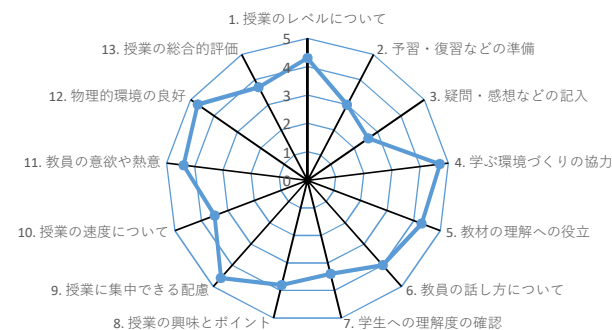 1. 授業のレベルについて
2. 予習・復習などの準備
3. 疑問・感想などの記入
4. 学ぶ環境づくりの協力
5. 教材の理解への役立
6. 教員の話し方について
7. 学生への理解度の確認
8. 授業の興味とポイント
9. 授業に集中できる配慮
10. 授業の速度について
11. 教員の意欲や熱意
12. 物理的環境の良好
13. 授業の総合的評価
5
4
3
2
1
0